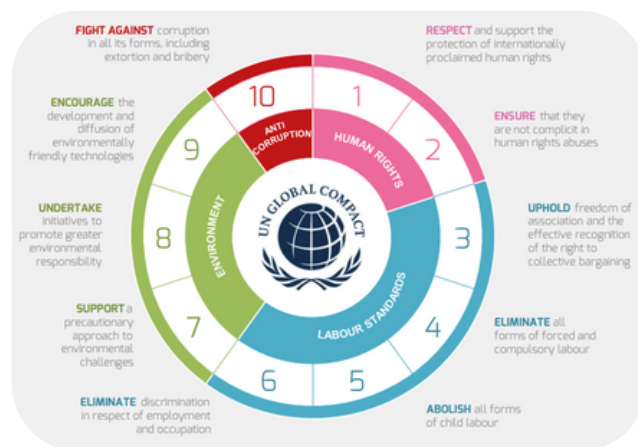 FIGHT AGAINST corruption
in all its forms, including
extortion and bribery
RESPECT and support the
protection of internationally
proclaimed human rights
ENCOURAGE the
development and
diffusion of
environmentally
friendly technologies
ENSURE that they
are not complicit in
human rights abuses
UNDERTAKE
initiatives to
promote greater
environmental
responsibility
UPHOLD freedom of
association and the
effective recognition
of the right to
collective bargaining
SUPPORT a
precautionary
approach to
environmental
challenges
ELIMINATE all
forms of forced and
compulsory labour
ELIMINATE discrimination
in respect of employment
and occupation
ABOLISH all forms
of child labour
10
1
2
3
4
5
6
7
8
9
ANTI
CORRUPTION
HUMAN RIGHTS
LABOUR STANDARDS
ENVIRONMENT
UN GLOBAL COMPACT